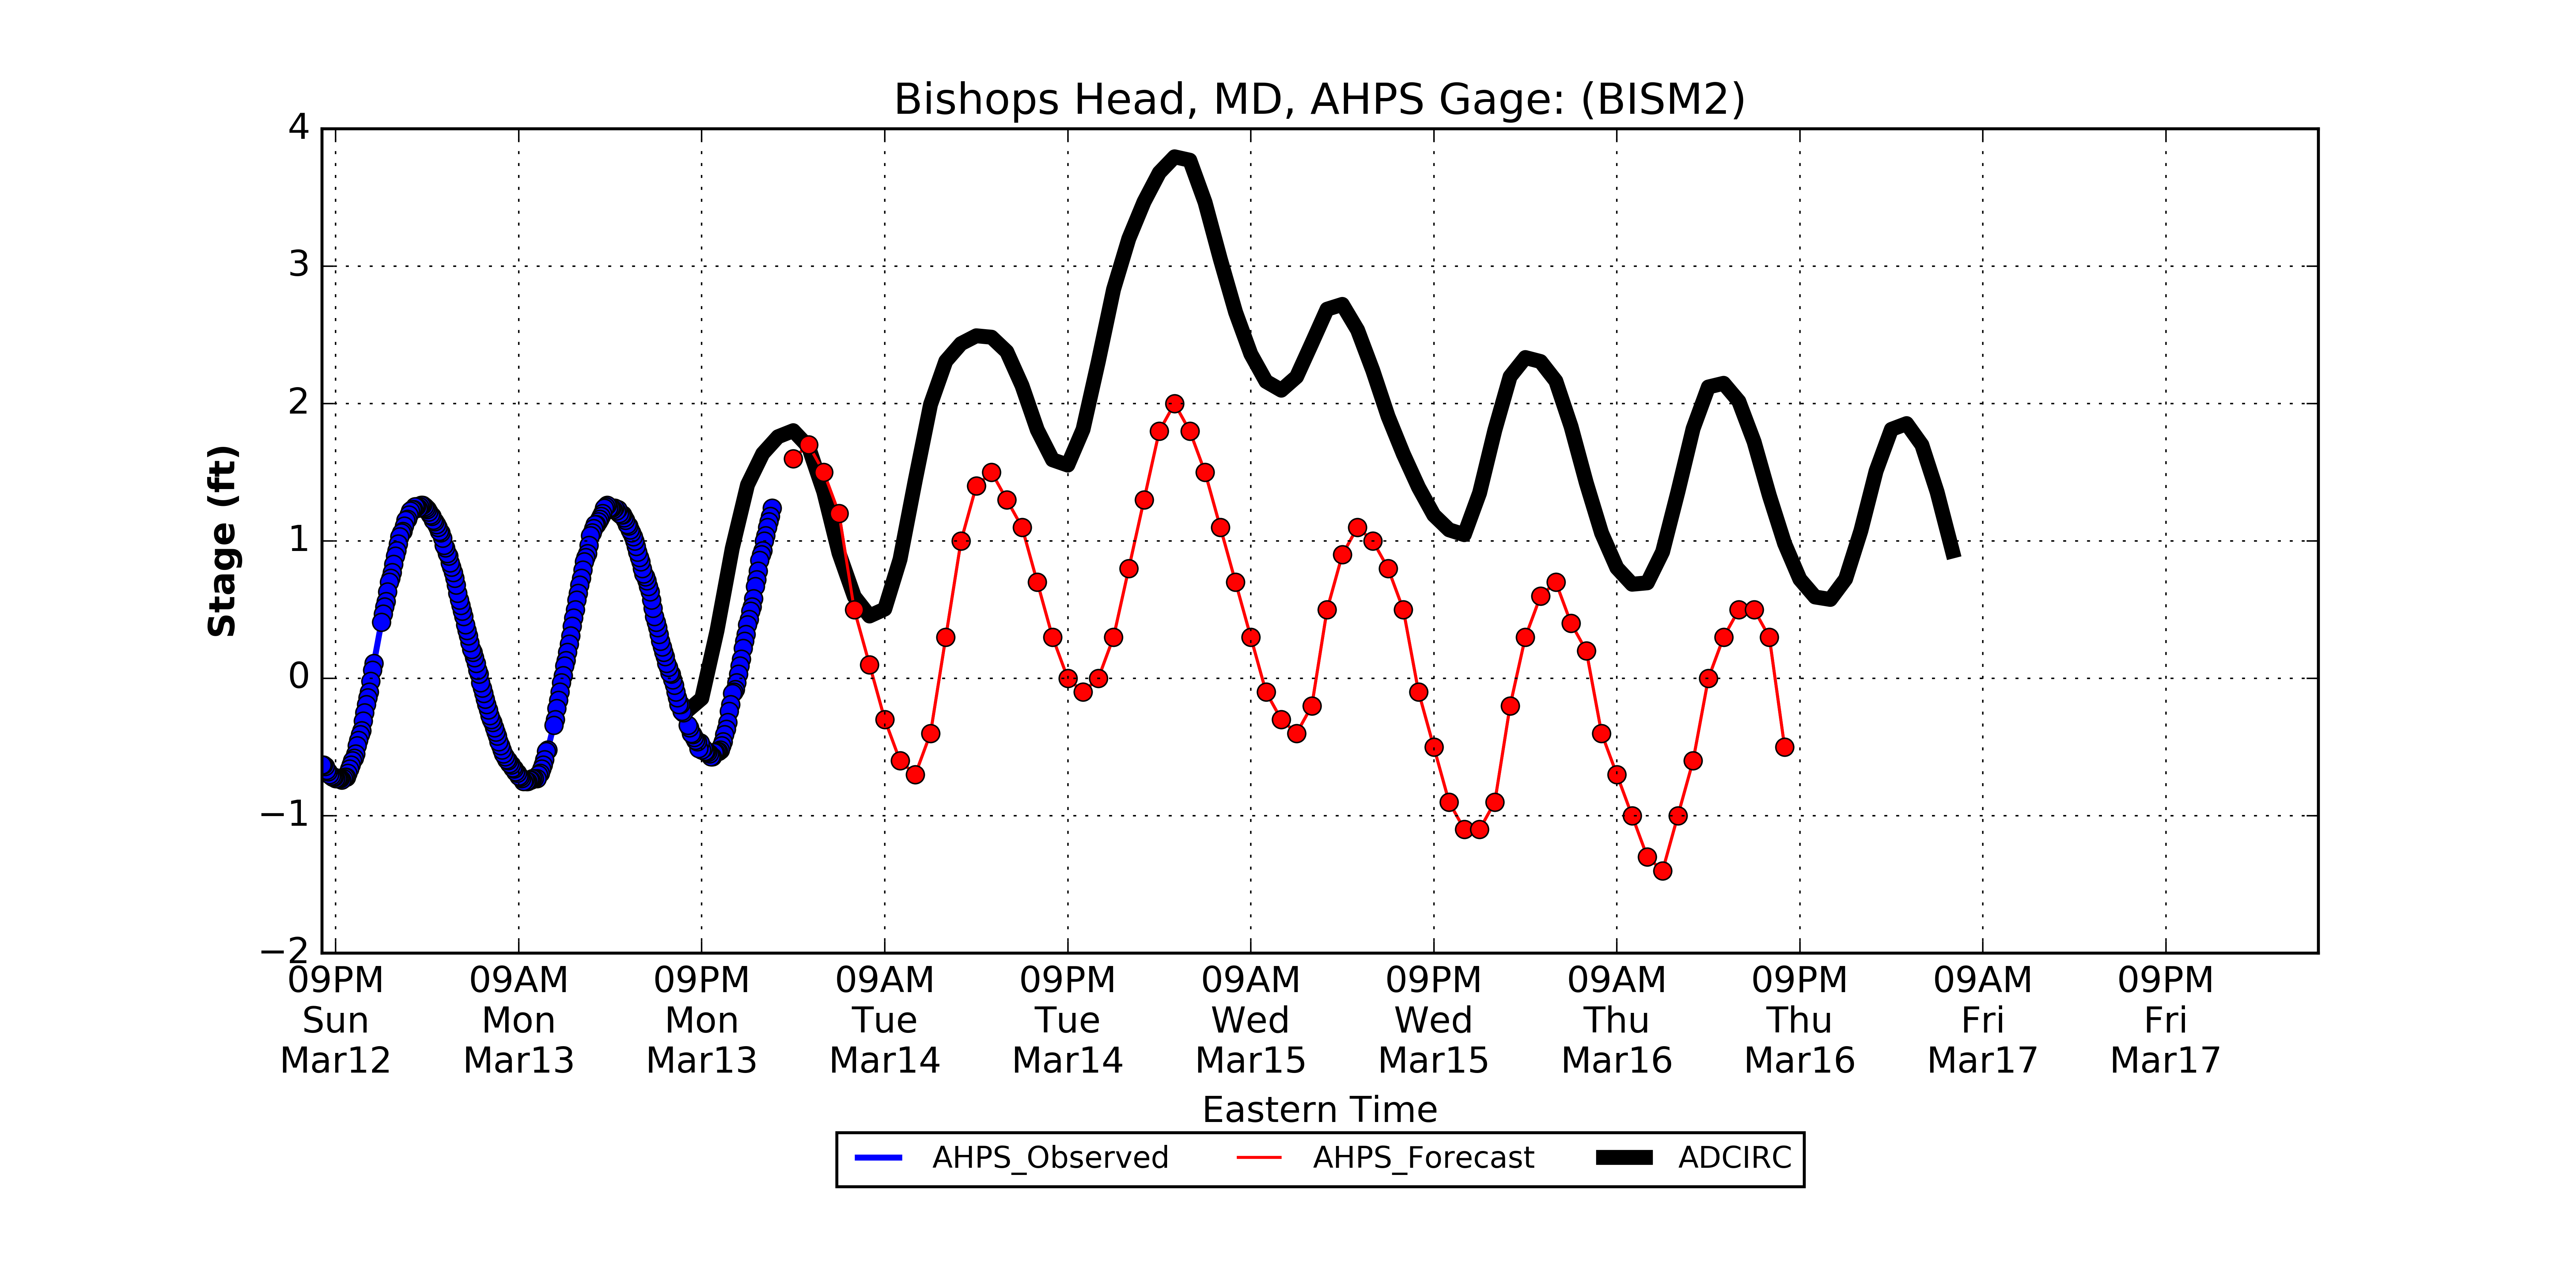 Bishops Head, MD, AHPS Gage: (BISM2)
4
3
2
1
0
−1
−2
Stage (ft)
09PM 09AM 09PM 09AM 09PM 09AM 09PM 09AM 09PM 09AM 09PM
Sun Mon Mon Tue Tue Wed Wed Thu Thu Fri Fri
Mar12 Mar13 Mar13 Mar14 Mar14 Mar15 Mar15 Mar16 Mar16 Mar17 Mar17
Eastern Time
AHPS_Observed AHPS_Forecast ADCIRC